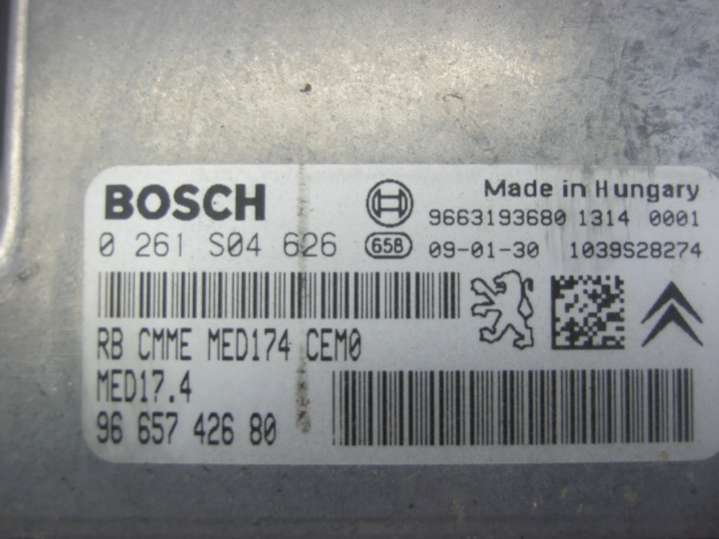 BOSCH
Made in Hungary
9663193680 1314 0001
0 261 S04 626
658 09-01-30 1039S28274
RB CMME MED174 CEM0
MED17.4
96 657 426 80